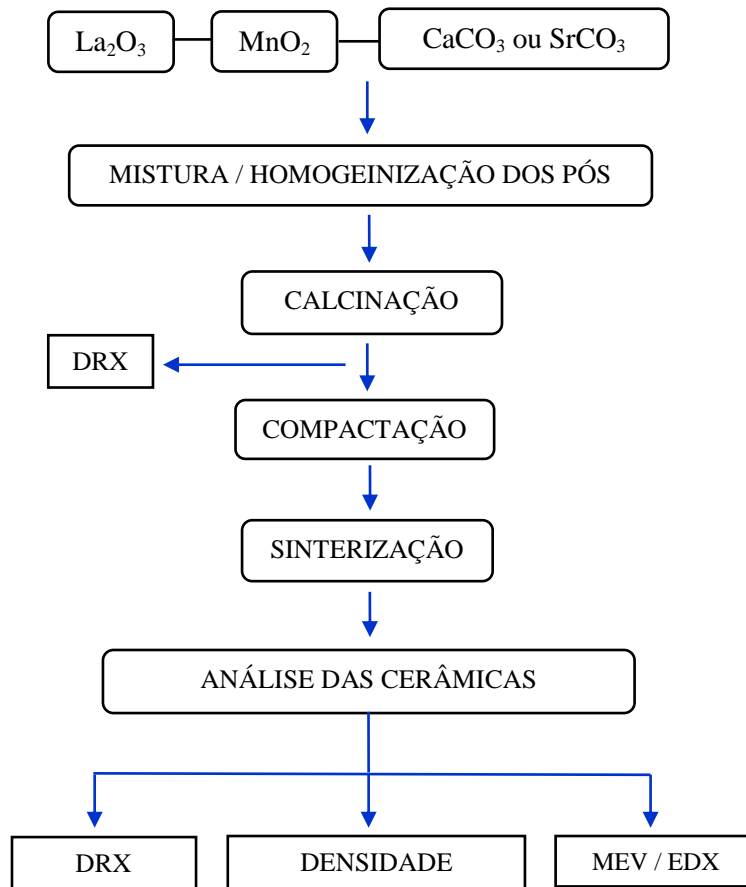 La₂O₃ MnO₂ CaCO₃ ou SrCO₃
MISTURA / HOMOGEINIZAÇÃO DOS PÓS
CALCINAÇÃO
DRX
COMPACTAÇÃO
SINTERIZAÇÃO
ANÁLISE DAS CERÂMICAS
DRX DENSIDADE MEV / EDX